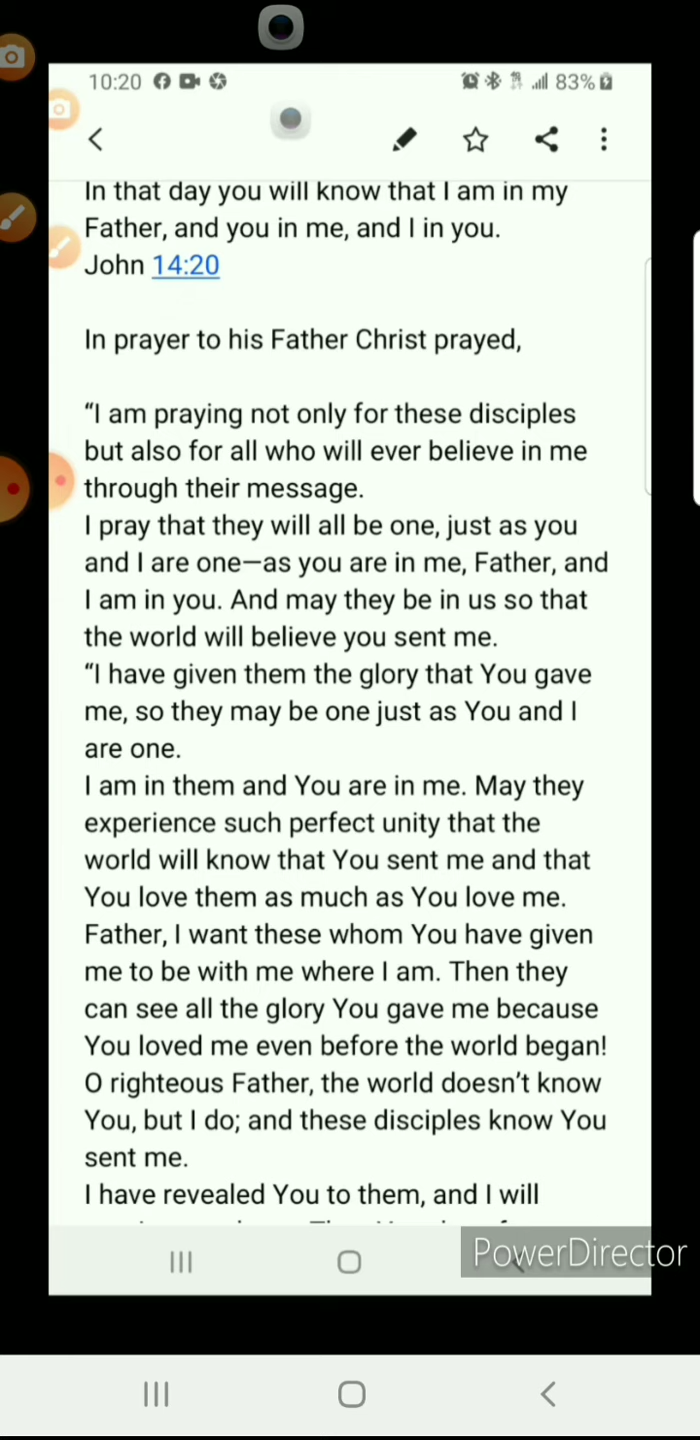 10:20
83%
In that day you will know that I am in my
Father, and you in me, and I in you.
John 14:20
In prayer to his Father Christ prayed,
“I am praying not only for these disciples
but also for all who will ever believe in me
through their message.
I pray that they will all be one, just as you
and I are one—as you are in me, Father, and
I am in you. And may they be in us so that
the world will believe you sent me.
“I have given them the glory that You gave
me, so they may be one just as You and I
are one.
I am in them and You are in me. May they
experience such perfect unity that the
world will know that You sent me and that
You love them as much as You love me.
Father, I want these whom You have given
me to be with me where I am. Then they
can see all the glory You gave me because
You loved me even before the world began!
O righteous Father, the world doesn’t know
You, but I do; and these disciples know You
sent me.
I have revealed You to them, and I will
PowerDirector